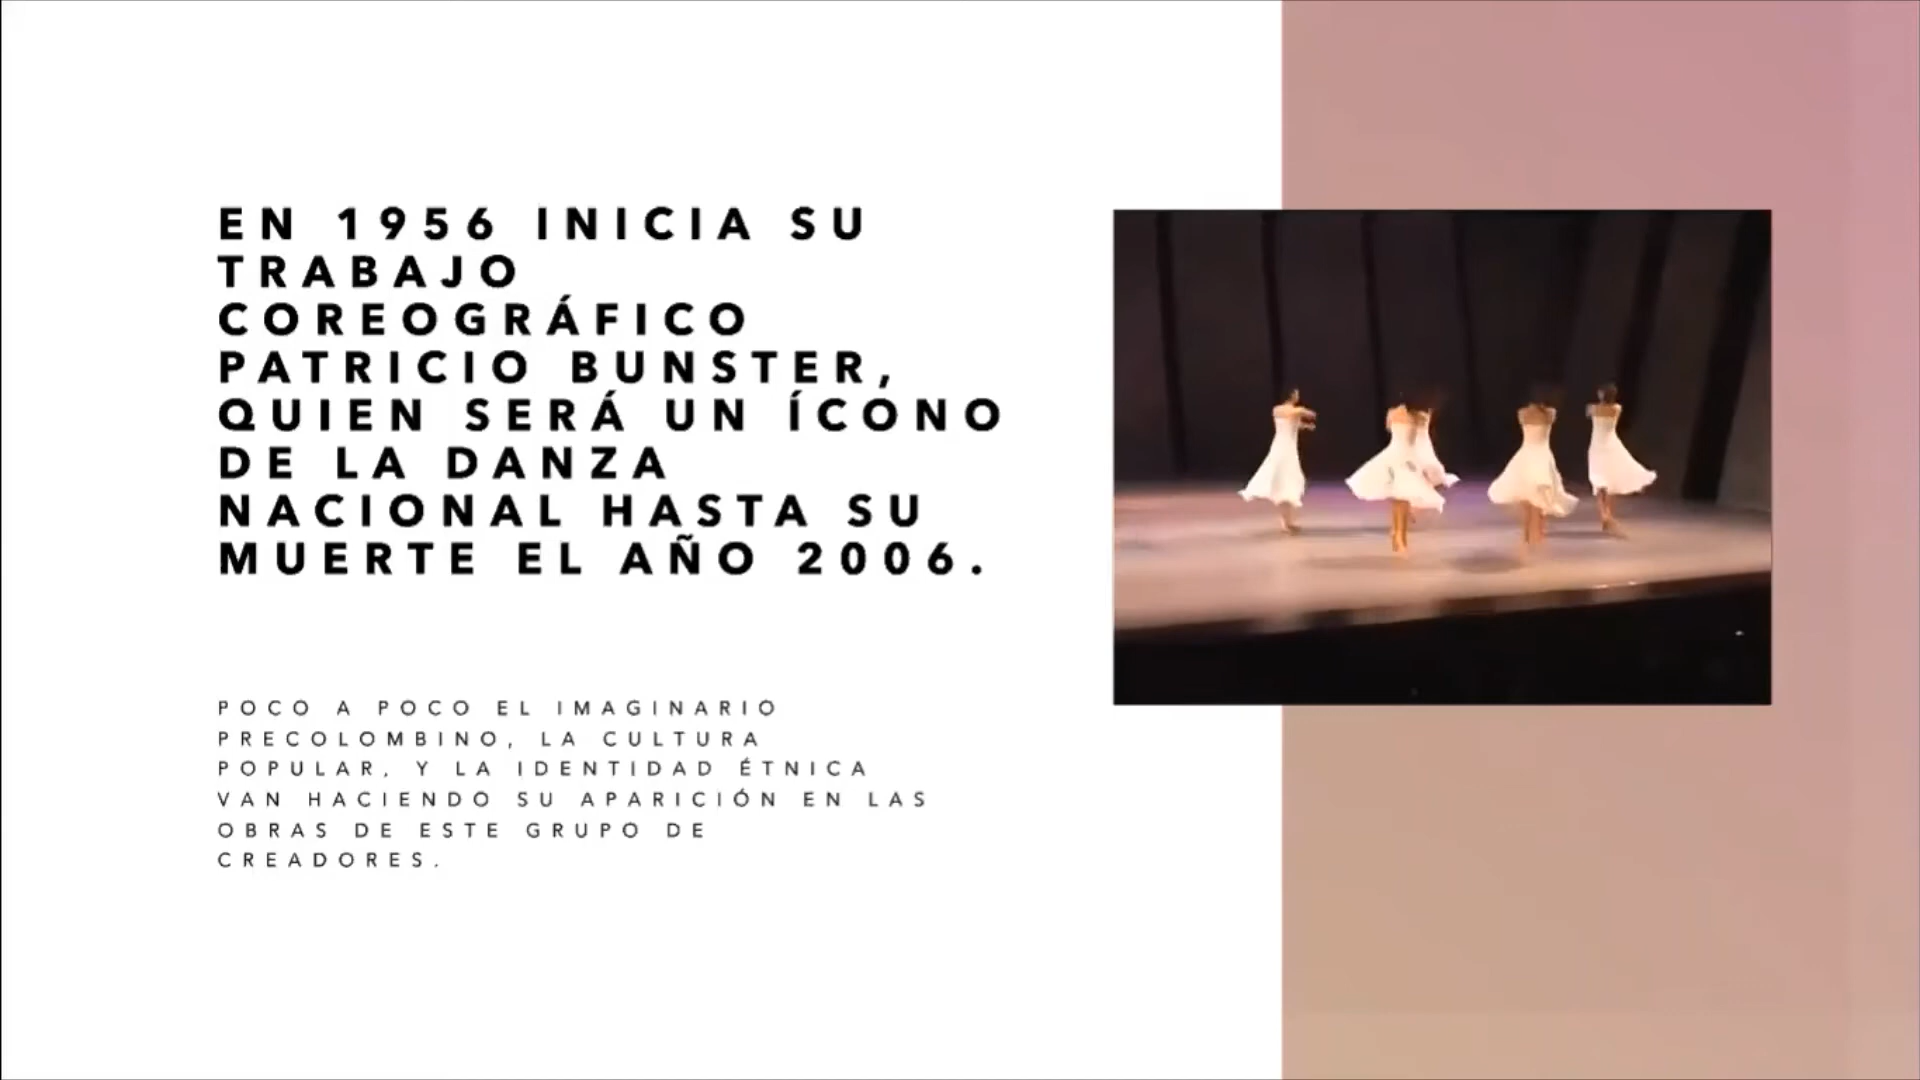 EN 1956 INICIA SU
TRABAJO
COREOGRÁFICO
PATRICIO BUNSTER,
QUIEN SERÁ UN ÍCONO
DE LA DANZA
NACIONAL HASTA SU
MUERTE EL AÑO 2006.
POCO A POCO EL IMAGINARIO
PRECOLOMBINO, LA CULTURA
POPULAR, Y LA IDENTIDAD ÉTNICA
VAN HACIENDO SU APARICIÓN EN LAS
OBRAS DE ESTE GRUPO DE
CREADORES.